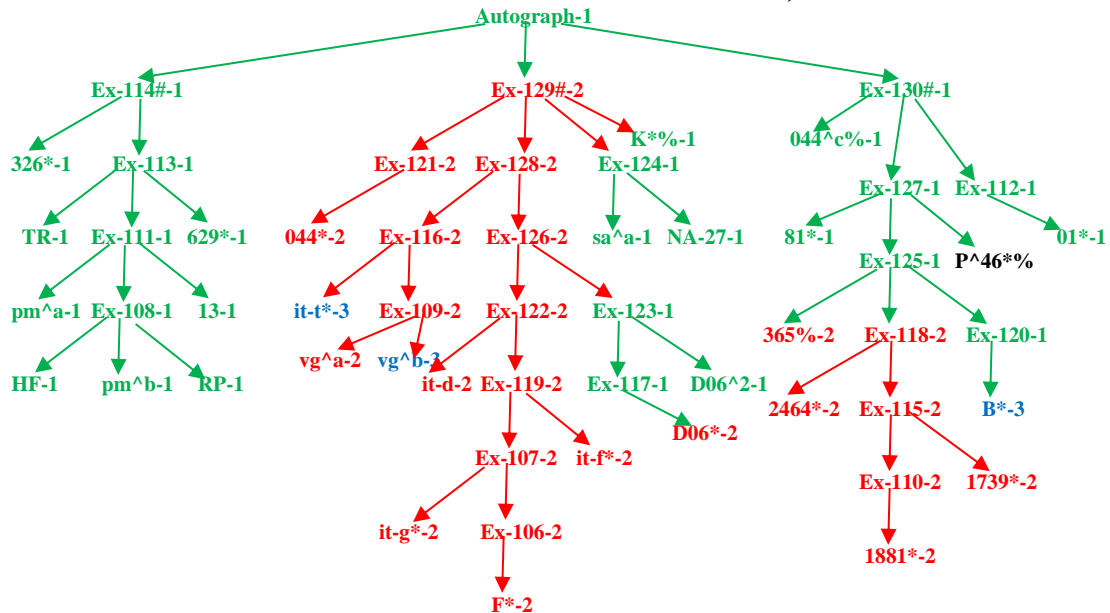 Autograph-1
Ex-114#-1 Ex-129#-2 Ex-130#-1
K*%-1 044^c%-1
326*-1 Ex-113-1 Ex-121-2 Ex-128-2 Ex-124-1
Ex-127-1 Ex-112-1
TR-1 Ex-111-1 629*-1 044*-2 Ex-116-2 Ex-126-2 sa^a-1 NA-27-1 81*-1 01*-1
Ex-125-1 P^46*%
pm^a-1 Ex-108-1 13-1 it-t*-3 Ex-109-2 Ex-122-2 Ex-123-1
365%-2 Ex-118-2 Ex-120-1
vg^a-2 vg^b-3
HF-1 pm^b-1 RP-1 it-d-2 Ex-119-2 Ex-117-1 D06^2-1
2464*-2 Ex-115-2 B*-3
D06*-2
Ex-107-2 it-f*-2
Ex-110-2 1739*-2
it-g*-2 Ex-106-2
1881*-2
F*-2